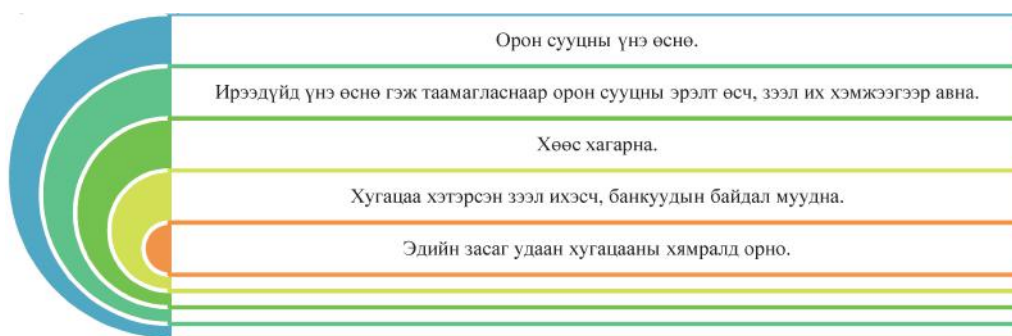 Орон сууцны үнэ өснө.
Ирээдүйд үнэ өснө гэж таамагласнаар орон сууцны эрэлт өсч, зээл их хэмжээгээр авна.
Хөөс хагарна.
Хугацаа хэтэрсэн зээл ихэсч, банкуудын байдал муудна.
Эдийн засаг удаан хугацааны хямралд орно.